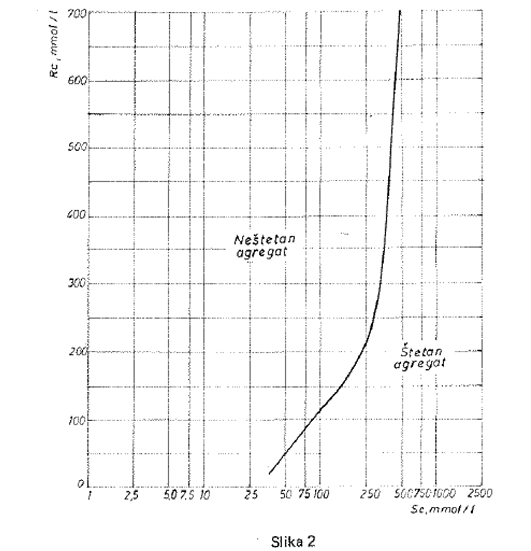 Rc, mmol/l
700
600
500
400
300
200
100
0
Neštetan
agregat
Štetan
agregat
1 2,5 5,0 7,5 10 25 50 75 100 250 500 750 1000 2500
Sc, mmol/l
Slika 2